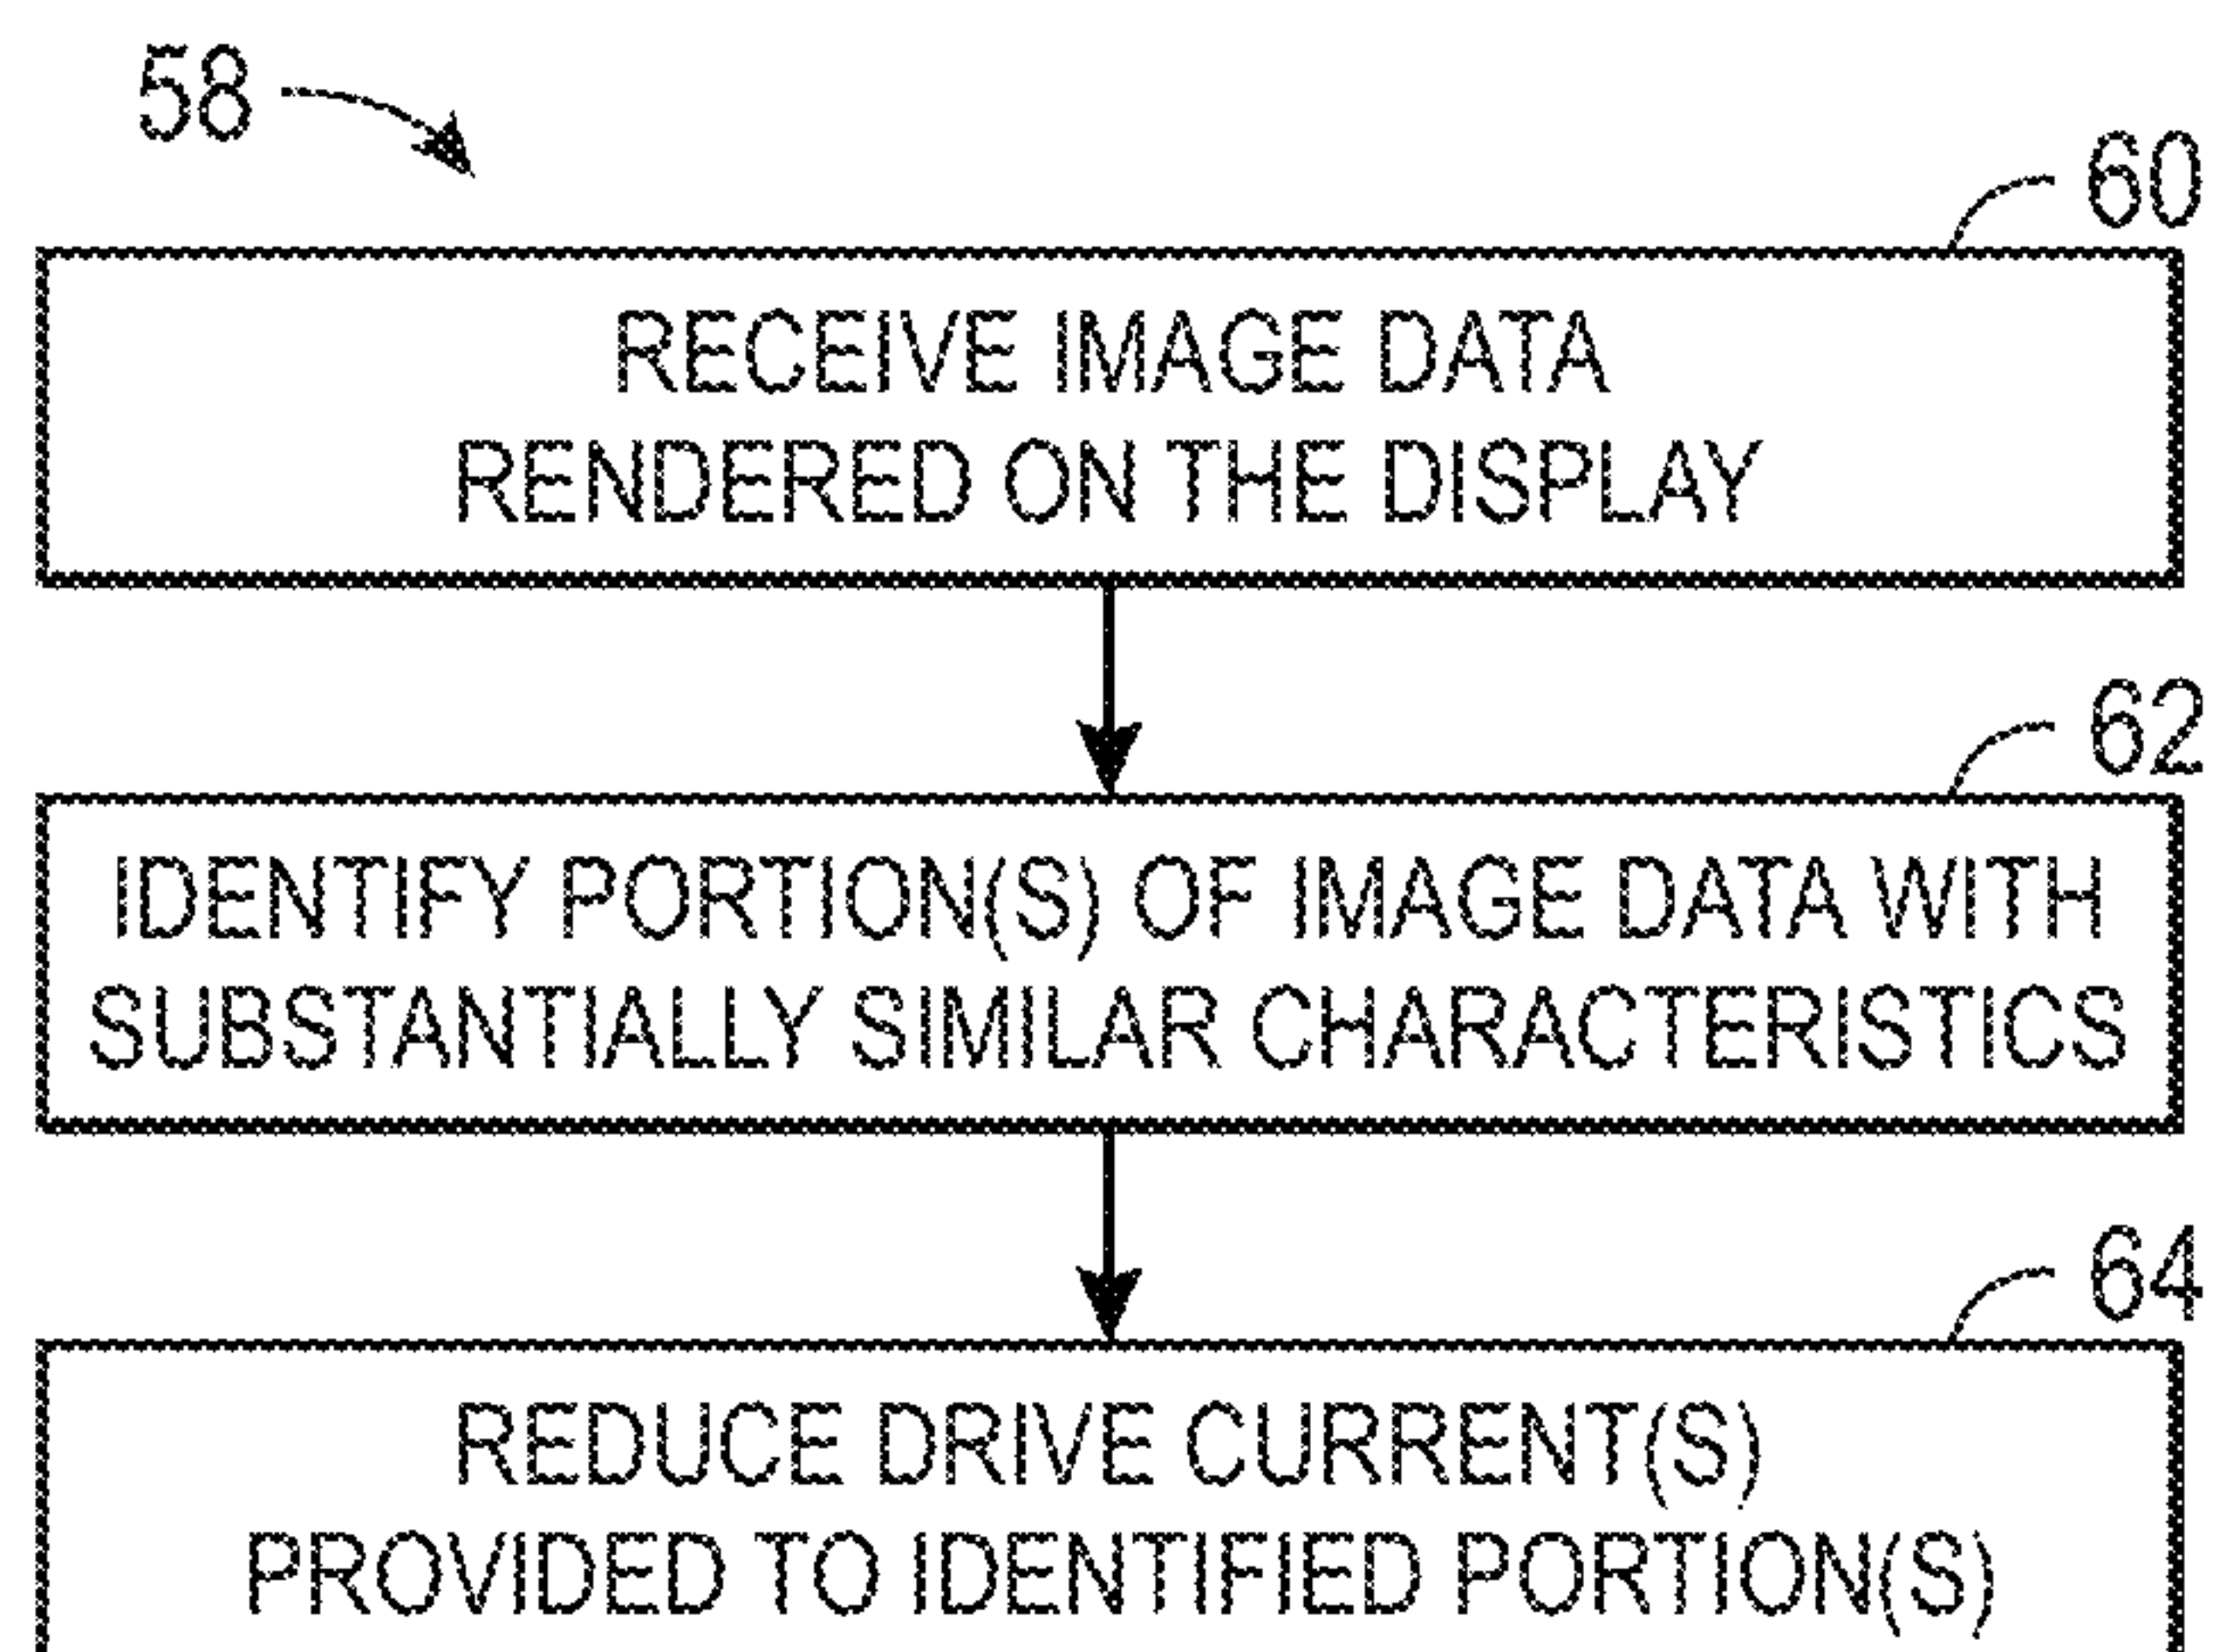 58
60
RECEIVE IMAGE DATA
RENDERED ON THE DISPLAY
62
IDENTIFY PORTION(S) OF IMAGE DATA WITH
SUBSTANTIALLY SIMILAR CHARACTERISTICS
64
REDUCE DRIVE CURRENT(S)
PROVIDED TO IDENTIFIED PORTION(S)